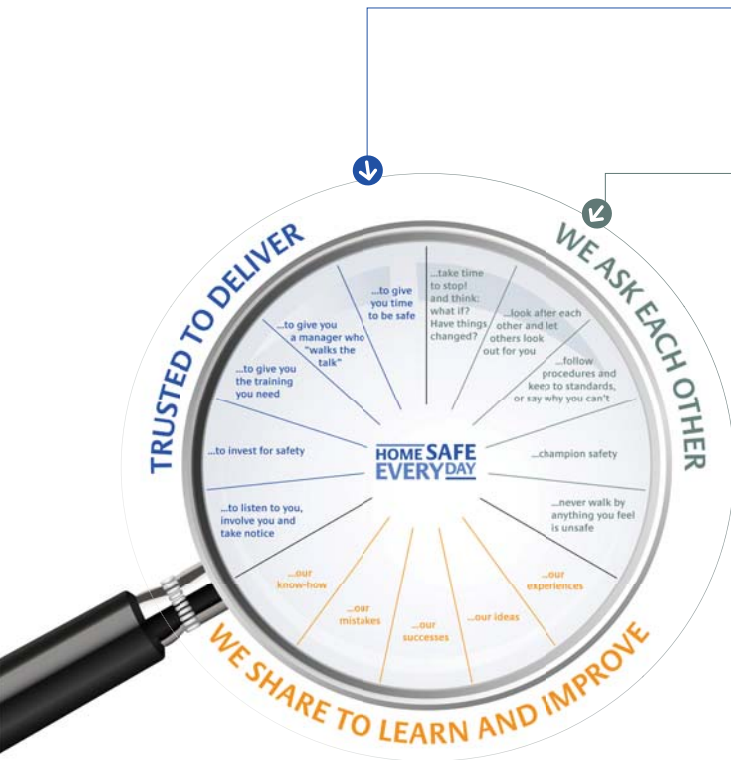 TRUSTED TO DELIVER
...to give
you time
to be safe
...to give you
a manager who
"walks the
talk"
...to give you
the training
you need
...to invest for safety
...to listen to you,
involve you and
take notice
WE ASK EACH OTHER
...take time
to stop!
and think:
what if?
Have things
changed?
...look after each
other and let
others look
out for you
...follow
procedures and
keep to standards,
or say why you can't
...champion safety
...never walk by
anything you feel
is unsafe
HOME SAFE
EVERY DAY
WE SHARE TO LEARN AND IMPROVE
...our
know-how
...our
mistakes
...our
successes
...our ideas
...our
experiences